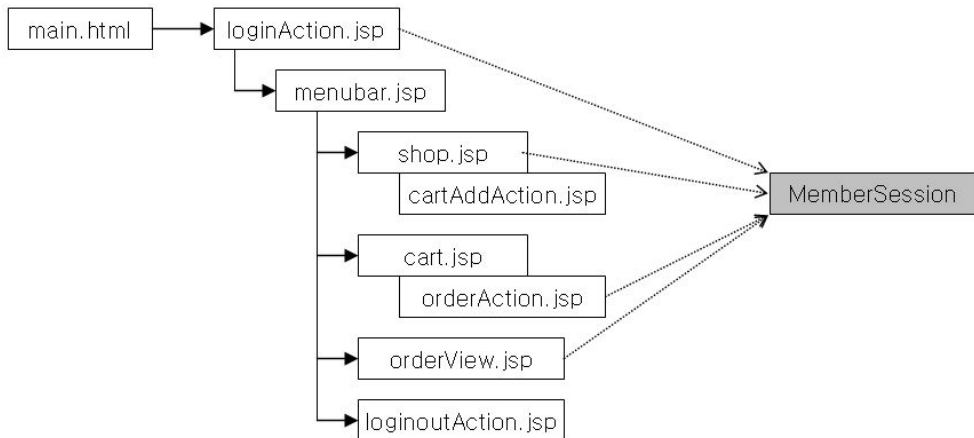 main.html
loginAction.jsp
menubar.jsp
shop.jsp
cartAddAction.jsp
MemberSession
cart.jsp
orderAction.jsp
orderView.jsp
loginoutAction.jsp